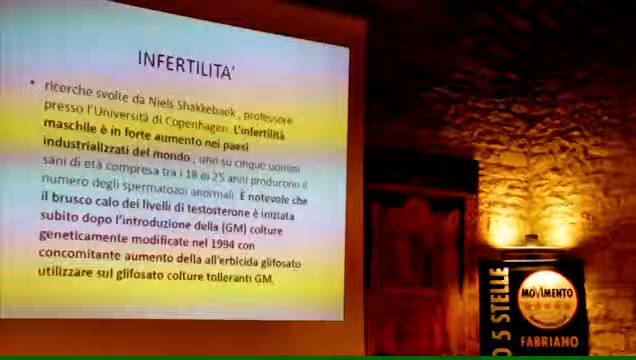 INFERTILITA'
• ricerche svolte da Niels Shakkebaek , professore
presso l'Università di Copenhagen. L'infertilità
maschile è in forte aumento nei paesi
industrializzati del mondo , uno su cinque uomini
sani di età compresa tra i 18 ei 25 anni producono il
numero degli spermatozoi anormali. È notevole che
il brusco calo dei livelli di testosterone è iniziata
subito dopo l'introduzione della (GM) colture
geneticamente modificate nel 1994 con
concomitante aumento della all'erbicida glifosato
utilizzare sul glifosato colture tolleranti GM.
O 5 STELLE
MOVIMENTO
FABRIANO